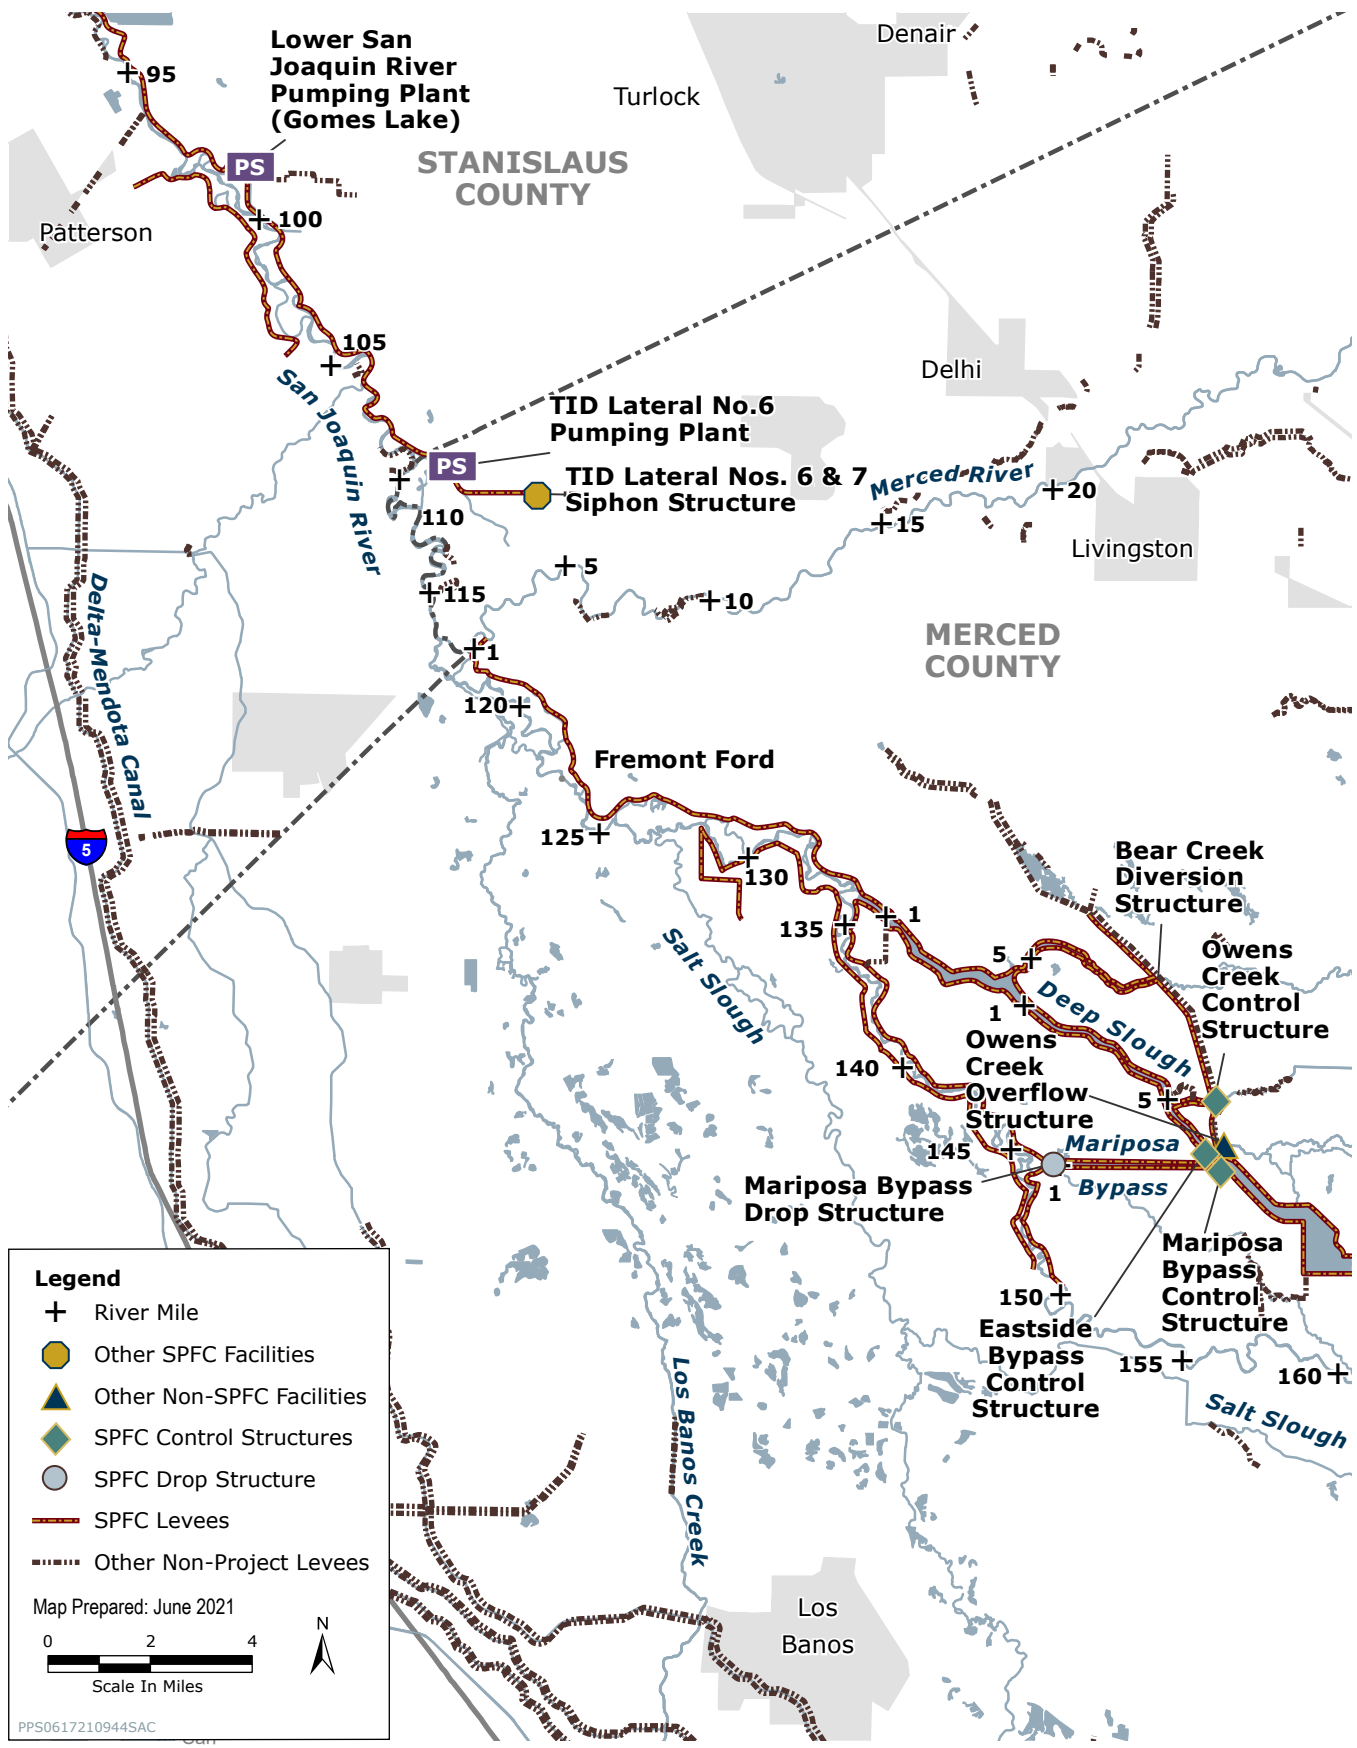 Denair
Turlock
Lower San
Joaquin River
Pumping Plant
(Gomes Lake)
95
PS
STANISLAUS
COUNTY
100
Patterson
105
San Joaquin River
Delhi
TID Lateral No.6
Pumping Plant
PS
TID Lateral Nos. 6 & 7
Siphon Structure
Merced River
20
15
110
Livingston
5
10
115
Delta-Mendota Canal
MERCED
COUNTY
1
120
Fremont Ford
125
5
130
Bear Creek
Diversion
Structure
135
1
Salt Slough
5
Owens
Creek
Control
Structure
Deep Slough
1
Owens
Creek
Overflow
Structure
140
5
145
Mariposa
Bypass
1
Mariposa Bypass
Drop Structure
Mariposa
Bypass
Control
Structure
150
Eastside
Bypass
Control
Structure
155
160
Salt Slough
Los Banos Creek
Los
Banos
Legend
River Mile
Other SPFC Facilities
Other Non-SPFC Facilities
SPFC Control Structures
SPFC Drop Structure
SPFC Levees
Other Non-Project Levees
Map Prepared: June 2021
0 2 4
Scale In Miles
N
PPS0617210944SAC